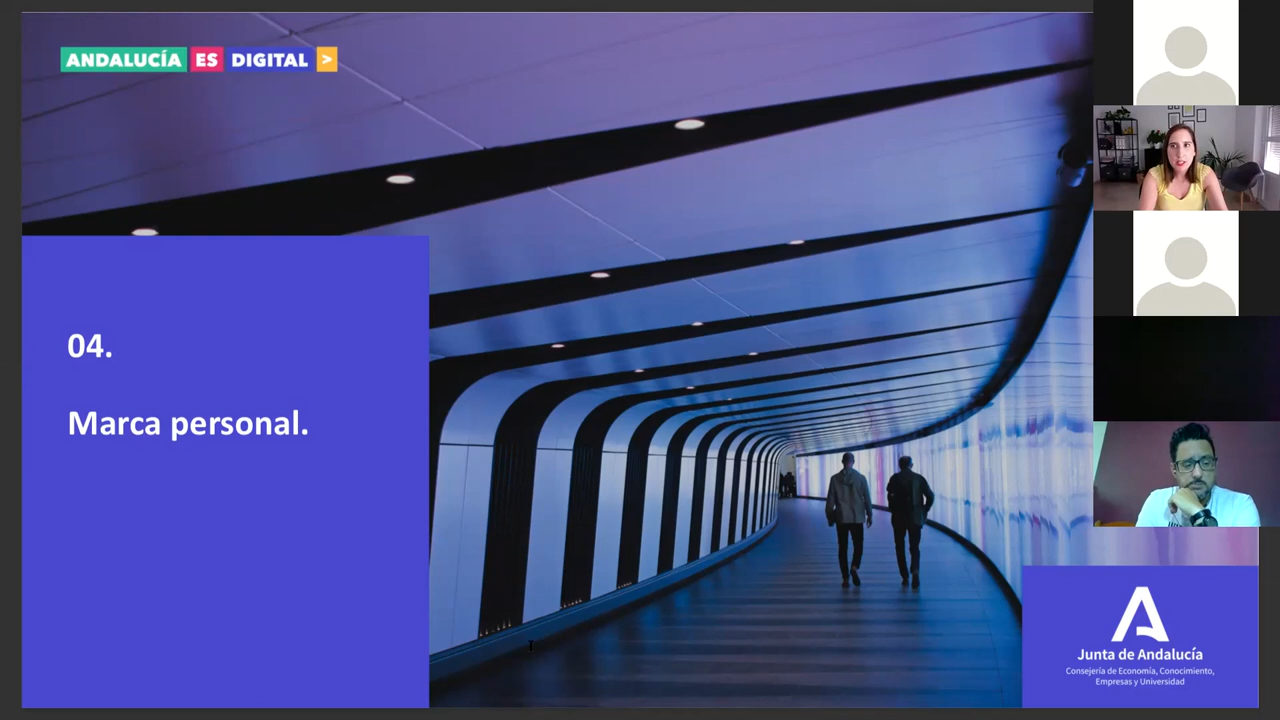 ANDALUCÍA ES DIGITAL >
04.
Marca personal.
Junta de Andalucía
Consejería de Economía, Conocimiento,
Empresas y Universidad